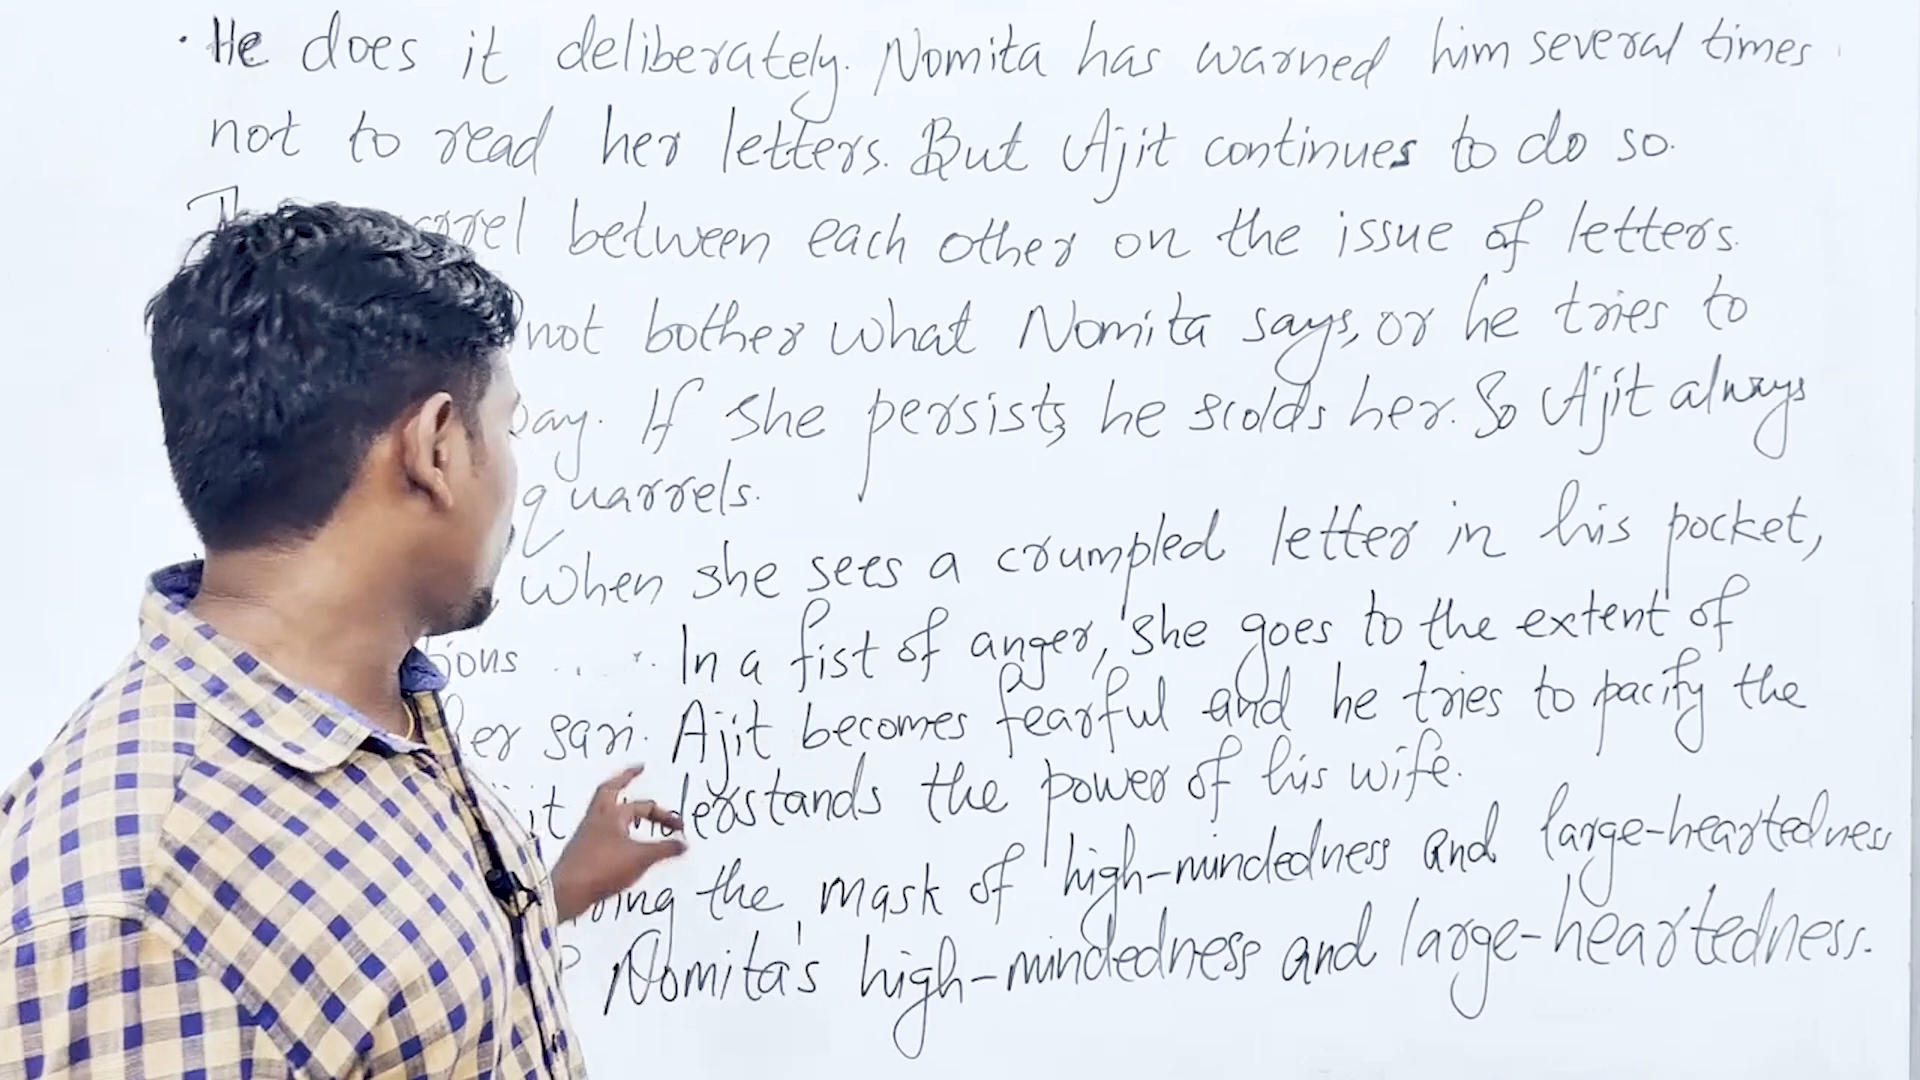 · He does it deliberately. Nomita has warned him several times
not to read her letters. But Ajit continues to do so.
between each other on the issue of letters.
not bother what Nomita says, or he tries to
If she persists, he scolds her. So Ajit always
quarrels.
, when she sees a crumpled letter in his pocket,
In a fist of anger, she goes to the extent of
sari. Ajit becomes fearful and he tries to pacify the
understands the power of his wife.
the mask of high-mindedness and large-heartedness
Nomita's high-mindedness and large-heartedness.